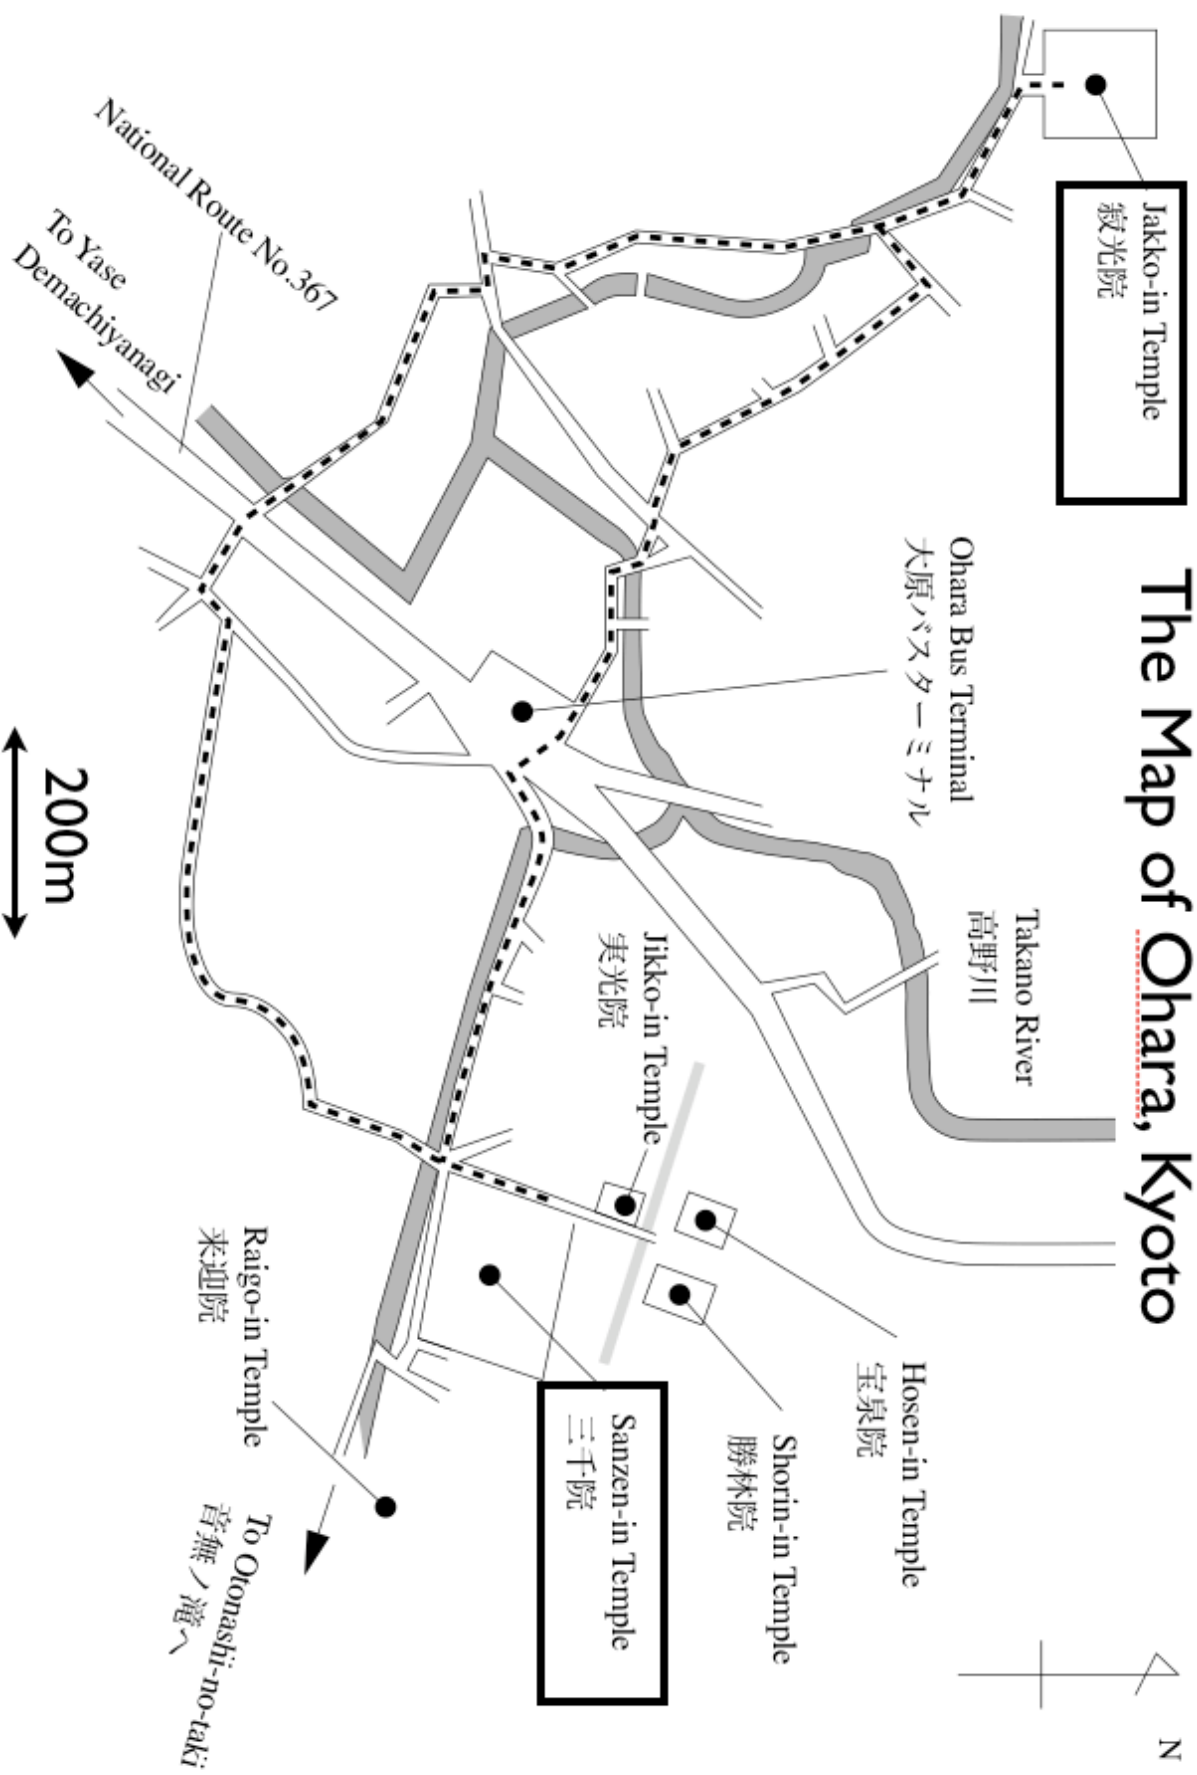 The Map of Ohara, Kyoto
N
Jakko-in Temple
寂光院
Ohara Bus Terminal
大原バスターミナル
Takano River
高野川
Hosen-in Temple
宝泉院
Shorin-in Temple
勝林院
Jikko-in Temple
実光院
Sanzen-in Temple
三千院
National Route No.367
To Yase
Demachiyanagi
Raigo-in Temple
来迎院
To Otonashi-no-taki
音無ノ滝へ
200m